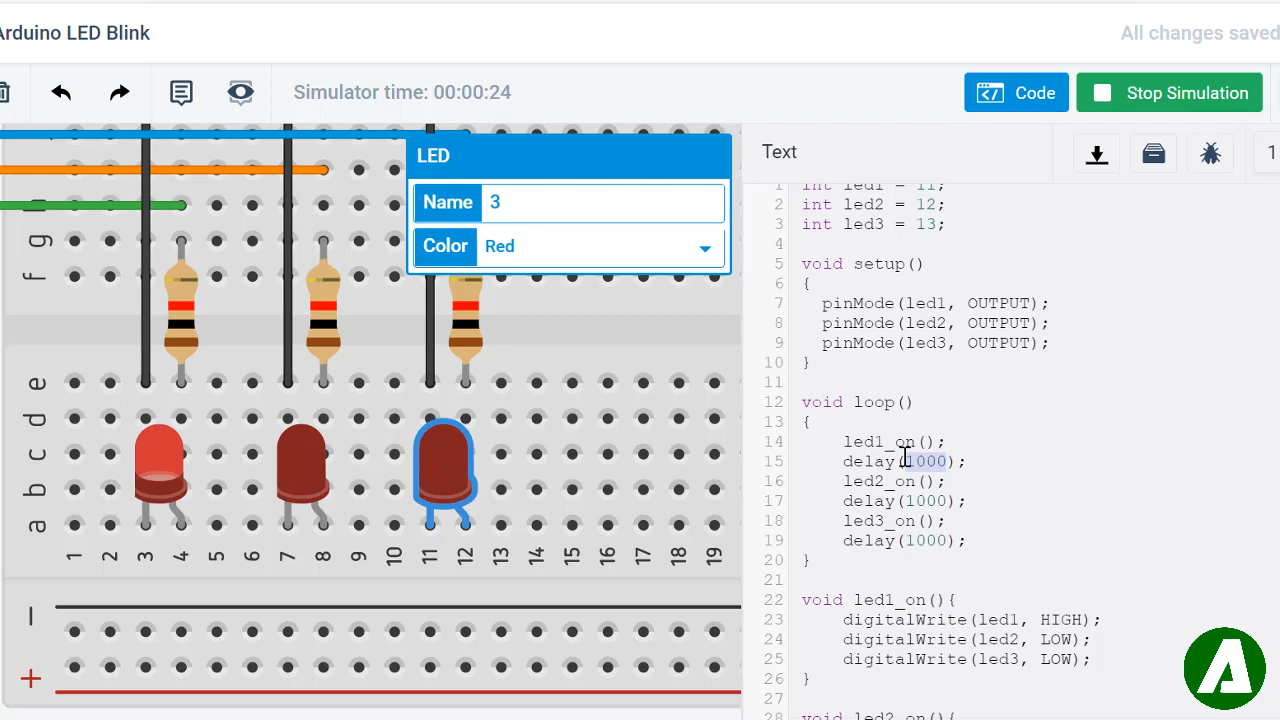 Arduino LED Blink
All changes saved
Simulator time: 00:00:24
Code
Stop Simulation
LED
Name 3
Color Red
g
f
e
d
c
b
a
1 2 3 4 5 6 7 8 9 10 11 12 13 14 15 16 17 18 19
Text
1
1 int led1 = 11;
2 int led2 = 12;
3 int led3 = 13;
4
5 void setup()
6 {
7 pinMode(led1, OUTPUT);
8 pinMode(led2, OUTPUT);
9 pinMode(led3, OUTPUT);
10 }
11
12 void loop()
13 {
14 led1_on();
15 delay(1000);
16 led2_on();
17 delay(1000);
18 led3_on();
19 delay(1000);
20 }
21
22 void led1_on(){
23 digitalWrite(led1, HIGH);
24 digitalWrite(led2, LOW);
25 digitalWrite(led3, LOW);
26 }
27
28 void led2_on(){
A